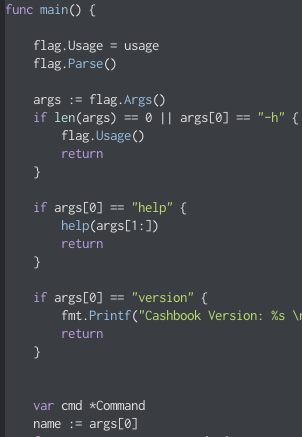 func main() {
flag.Usage = usage
flag.Parse()
args := flag.Args()
if len(args) == 0 || args[0] == "-h" {
flag.Usage()
return
}
if args[0] == "help" {
help(args[1:])
return
}
if args[0] == "version" {
fmt.Printf("Cashbook Version: %s \
return
}
var cmd *Command
name := args[0]